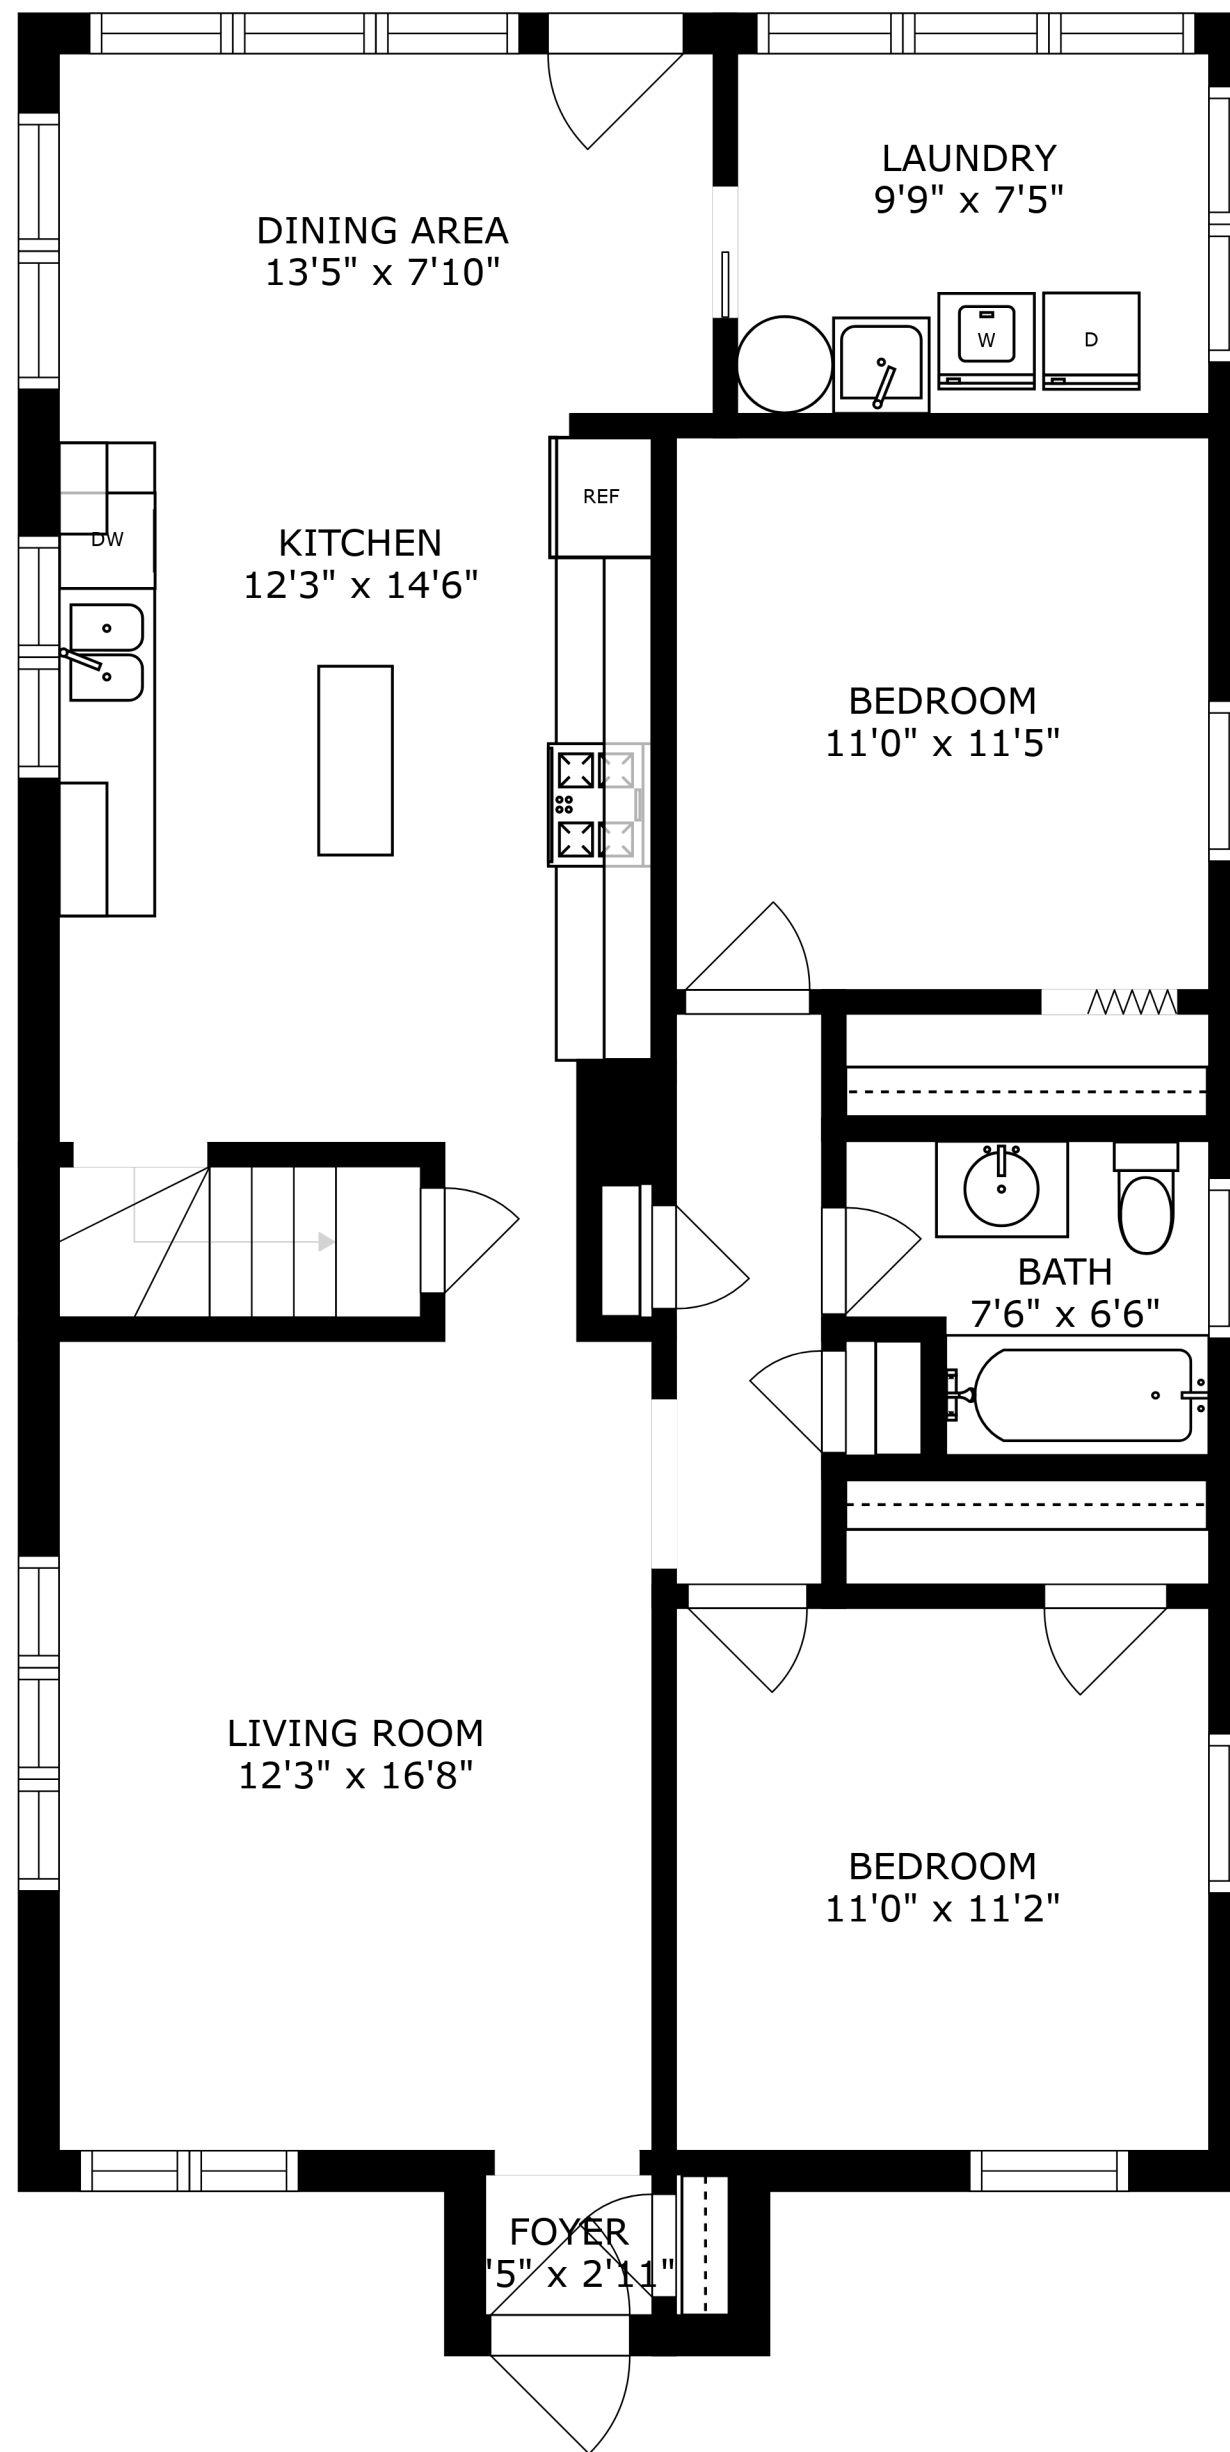 LAUNDRY
9'9" x 7'5"
DINING AREA
13'5" x 7'10"
W
D
REF
DW
KITCHEN
12'3" x 14'6"
BEDROOM
11'0" x 11'5"
BATH
7'6" x 6'6"
LIVING ROOM
12'3" x 16'8"
BEDROOM
11'0" x 11'2"
FOYER
'5" x 2'11"